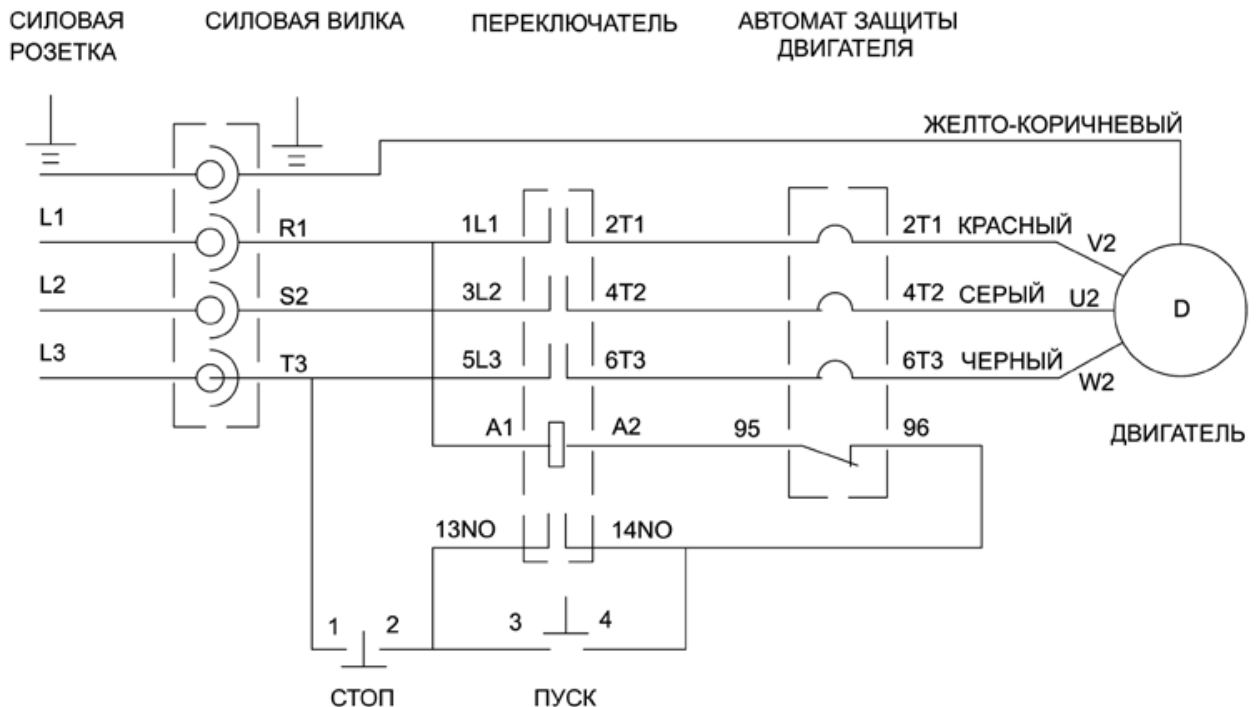 СИЛОВАЯ РОЗЕТКА
СИЛОВАЯ ВИЛКА
ПЕРЕКЛЮЧАТЕЛЬ
АВТОМАТ ЗАЩИТЫ
ДВИГАТЕЛЯ
ЖЕЛТО-КОРИЧНЕВЫЙ
L1
R1
1L1
2T1
2T1
КРАСНЫЙ
V2
L2
S2
3L2
4T2
4T2
СЕРЫЙ
U2
D
L3
T3
5L3
6T3
6T3
ЧЕРНЫЙ
W2
A1
A2
95
96
ДВИГАТЕЛЬ
13NO
14NO
1
2
3
4
СТОП
ПУСК